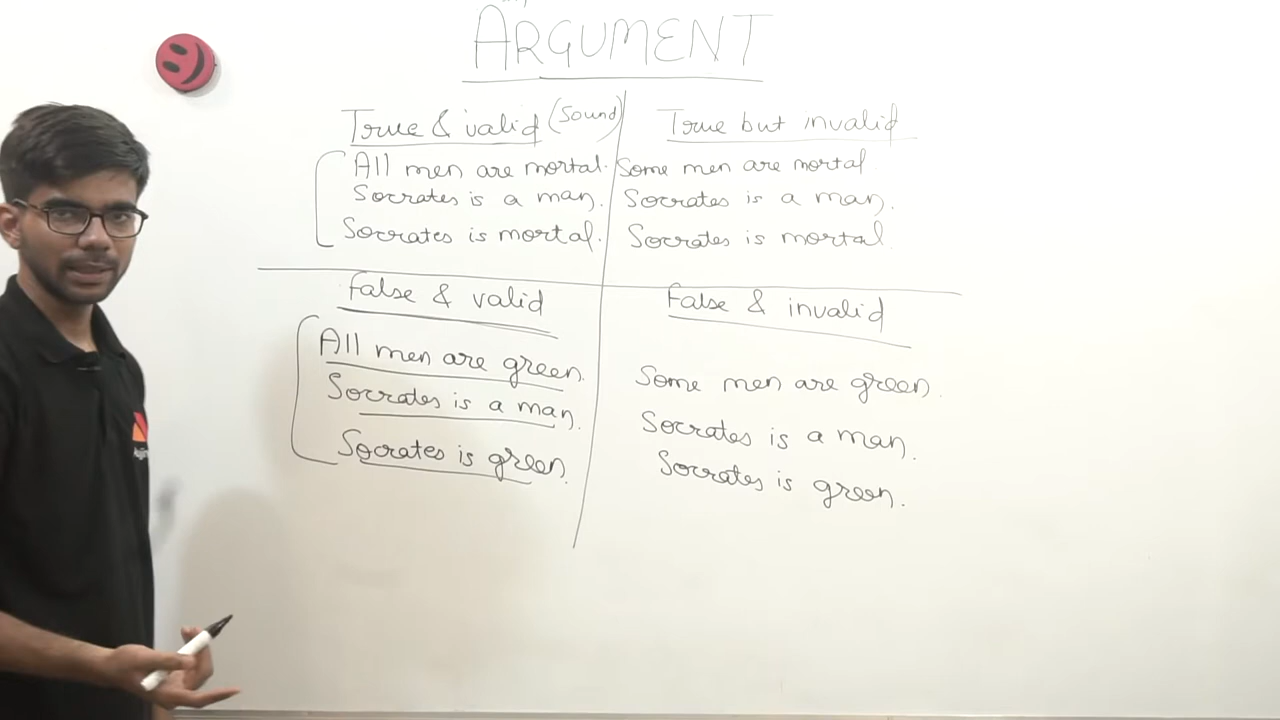 ARGUMENT
True & valid (Sound)
All men are mortal.
Socrates is a man.
Socrates is mortal.
True but invalid
Some men are mortal
Socrates is a man.
Socrates is mortal
False & valid
All men are green.
Socrates is a man.
Socrates is green.
False & invalid
Some men are green.
Socrates is a man.
Socrates is green.